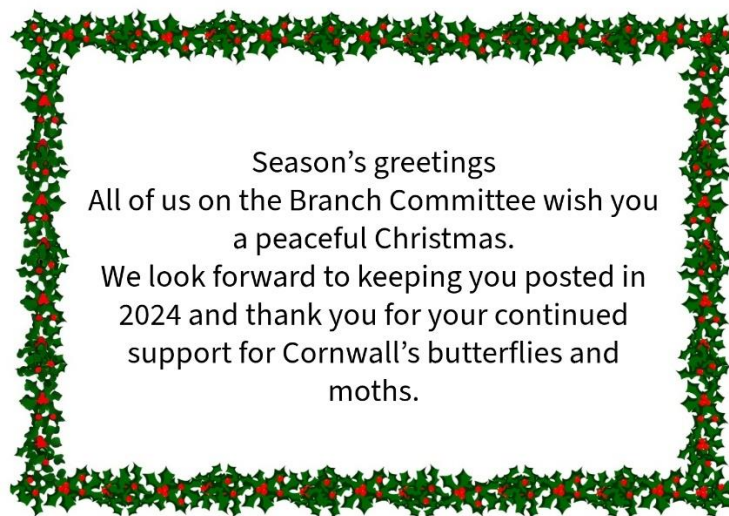 Season’s greetings
All of us on the Branch Committee wish you
a peaceful Christmas.
We look forward to keeping you posted in
2024 and thank you for your continued
support for Cornwall’s butterflies and
moths.